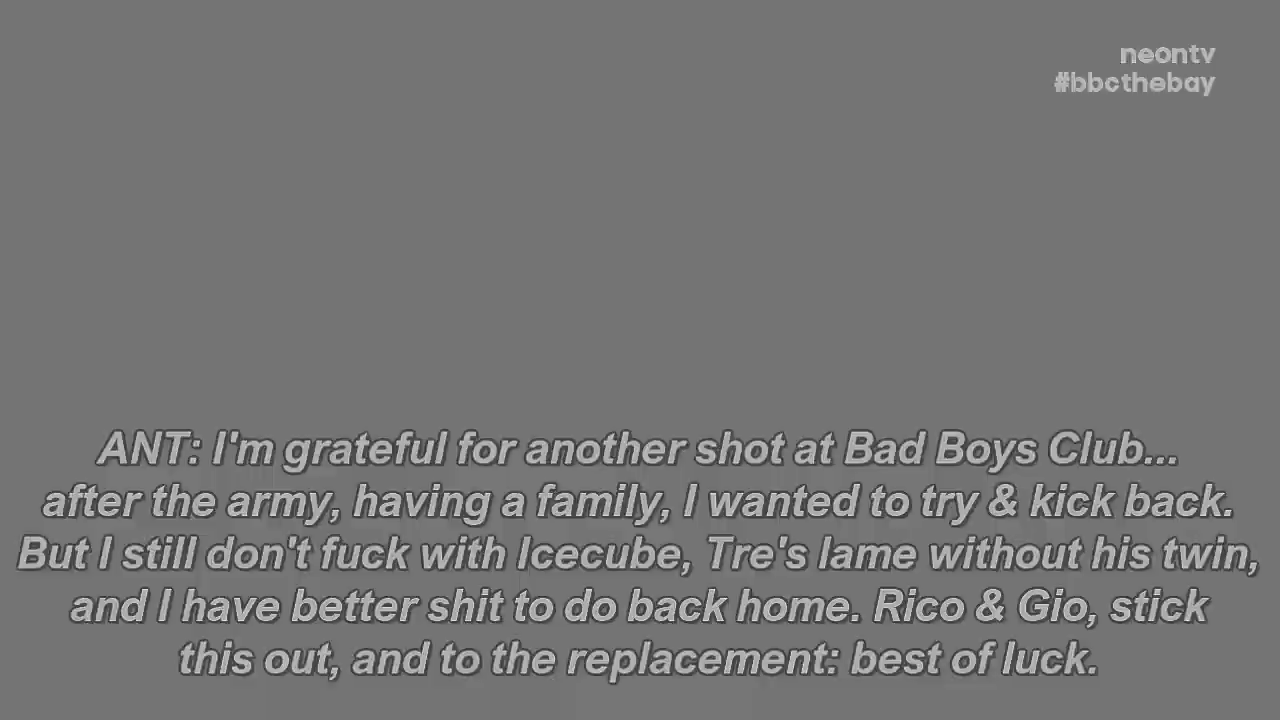 neontv
#bbcthebay
ANT: I'm grateful for another shot at Bad Boys Club...
after the army, having a family, I wanted to try & kick back.
But I still don't fuck with Icecube, Tre's lame without his twin,
and I have better shit to do back home. Rico & Gio, stick
this out, and to the replacement: best of luck.